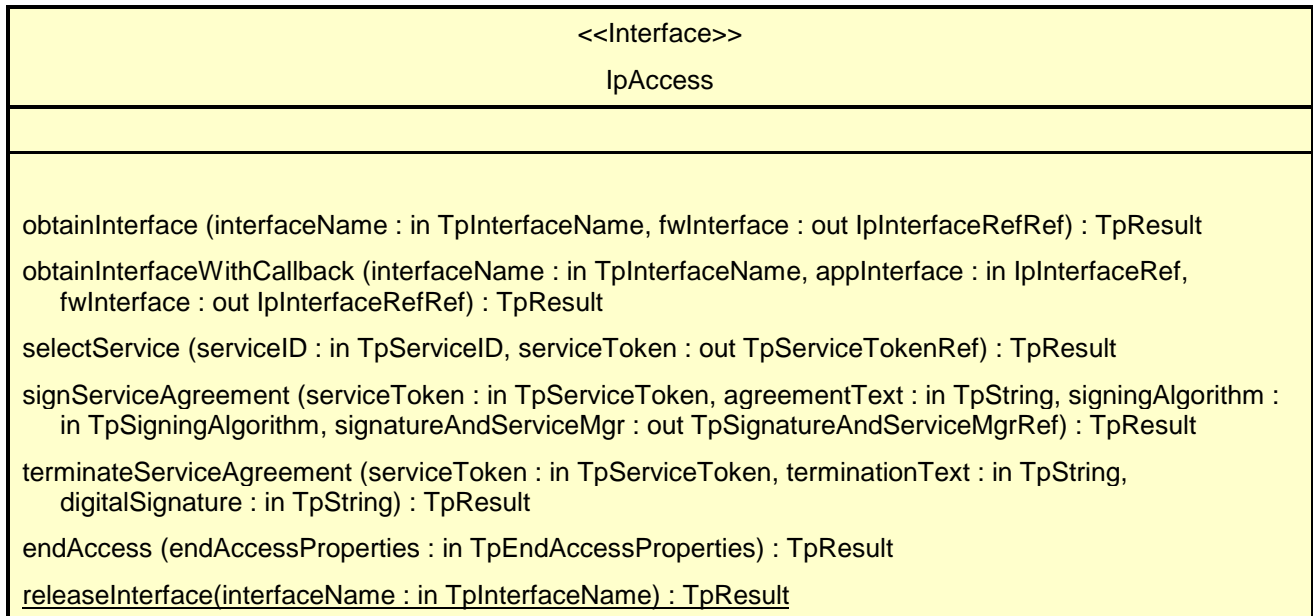 <<Interface>>
IpAccess
obtainInterface (interfaceName : in TpInterfaceName, fwInterface : out IpInterfaceRefRef) : TpResult
obtainInterfaceWithCallback (interfaceName : in TpInterfaceName, appInterface : in IpInterfaceRef,
fwInterface : out IpInterfaceRefRef) : TpResult
selectService (serviceID : in TpServiceID, serviceToken : out TpServiceTokenRef) : TpResult
signServiceAgreement (serviceToken : in TpServiceToken, agreementText : in TpString, signingAlgorithm :
in TpSigningAlgorithm, signatureAndServiceMgr : out TpSignatureAndServiceMgrRef) : TpResult
terminateServiceAgreement (serviceToken : in TpServiceToken, terminationText : in TpString,
digitalSignature : in TpString) : TpResult
endAccess (endAccessProperties : in TpEndAccessProperties) : TpResult
releaseInterface(interfaceName : in TpInterfaceName) : TpResult